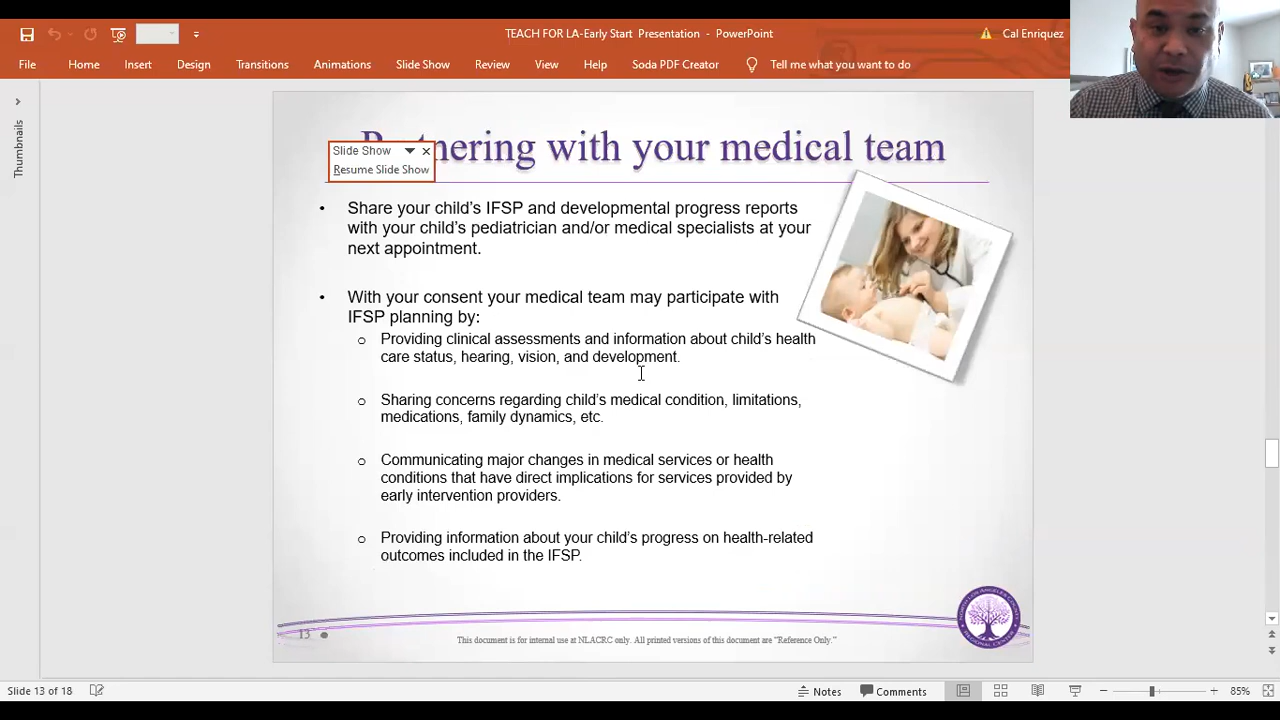 TEACH FOR LA-Early Start Presentation - PowerPoint
Cal Enriquez
File Home Insert Design Transitions Animations Slide Show Review View Help Soda PDF Creator Tell me what you want to do
Thumbnails
Partnering with your medical team
Slide Show
Resume Slide Show
• Share your child's IFSP and developmental progress reports
with your child's pediatrician and/or medical specialists at your
next appointment.
• With your consent your medical team may participate with
IFSP planning by:
o Providing clinical assessments and information about child's health
care status, hearing, vision, and development.
o Sharing concerns regarding child's medical condition, limitations,
medications, family dynamics, etc.
o Communicating major changes in medical services or health
conditions that have direct implications for services provided by
early intervention providers.
o Providing information about your child's progress on health-related
outcomes included in the IFSP.
13
This document is for internal use at NLACRC only. All printed versions of this document are "Reference Only."
Slide 13 of 18
Notes Comments 85%